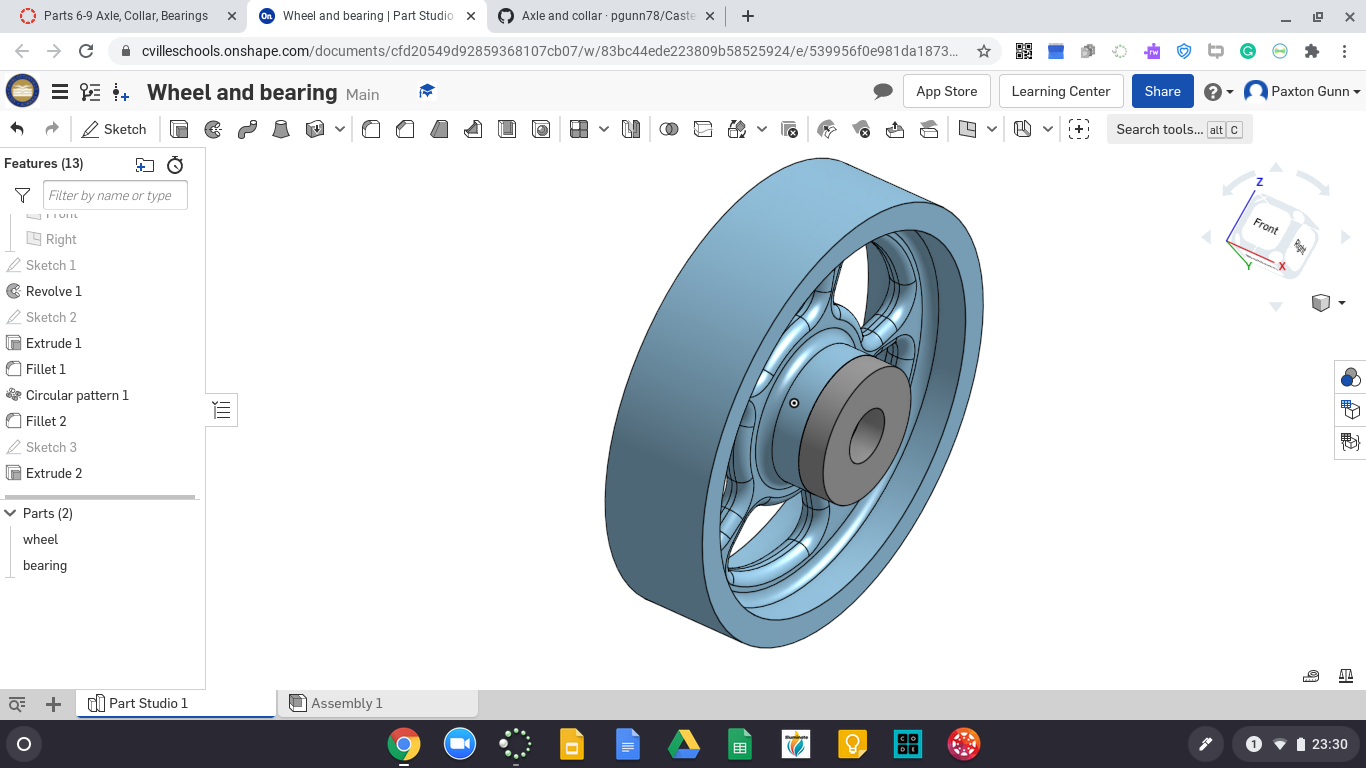 Parts 6-9 Axle, Collar, Bearings
On Wheel and bearing | Part Studio
Axle and collar · pgunn78/Caste
cvilleschools.onshape.com/documents/cfd20549d92859368107cb07/w/83bc44ede223809b58525924/e/539956f0e981da1873...
Wheel and bearing Main
App Store
Learning Center
Share
Paxton Gunn
Sketch
Search tools... alt C
Features (13)
Filter by name or type
Front
Right
Sketch 1
Revolve 1
Sketch 2
Extrude 1
Fillet 1
Circular pattern 1
Fillet 2
Sketch 3
Extrude 2
Parts (2)
wheel
bearing
Z
Front
Right
X
Y
Part Studio 1
Assembly 1
1
23:30